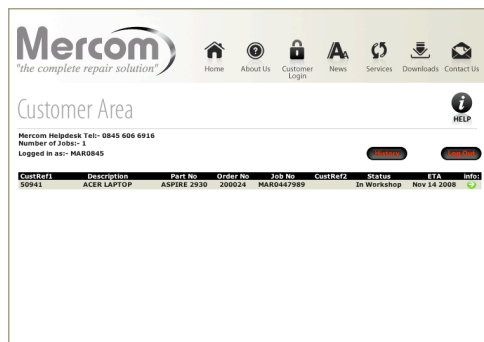 Mercom
"the complete repair solution"
Home
About Us
Customer
Login
News
Services
Downloads
Contact Us
Customer Area
i
HELP
Mercom Helpdesk Tel:- 0845 606 6916
Number of Jobs:- 1
Logged in as:- MAR0845
History
Log Out
CustRef1 Description Part No Order No Job No CustRef2 Status ETA info:
50941 ACER LAPTOP ASPIRE 2930 200024 MAR0447989 In Workshop Nov 14 2008